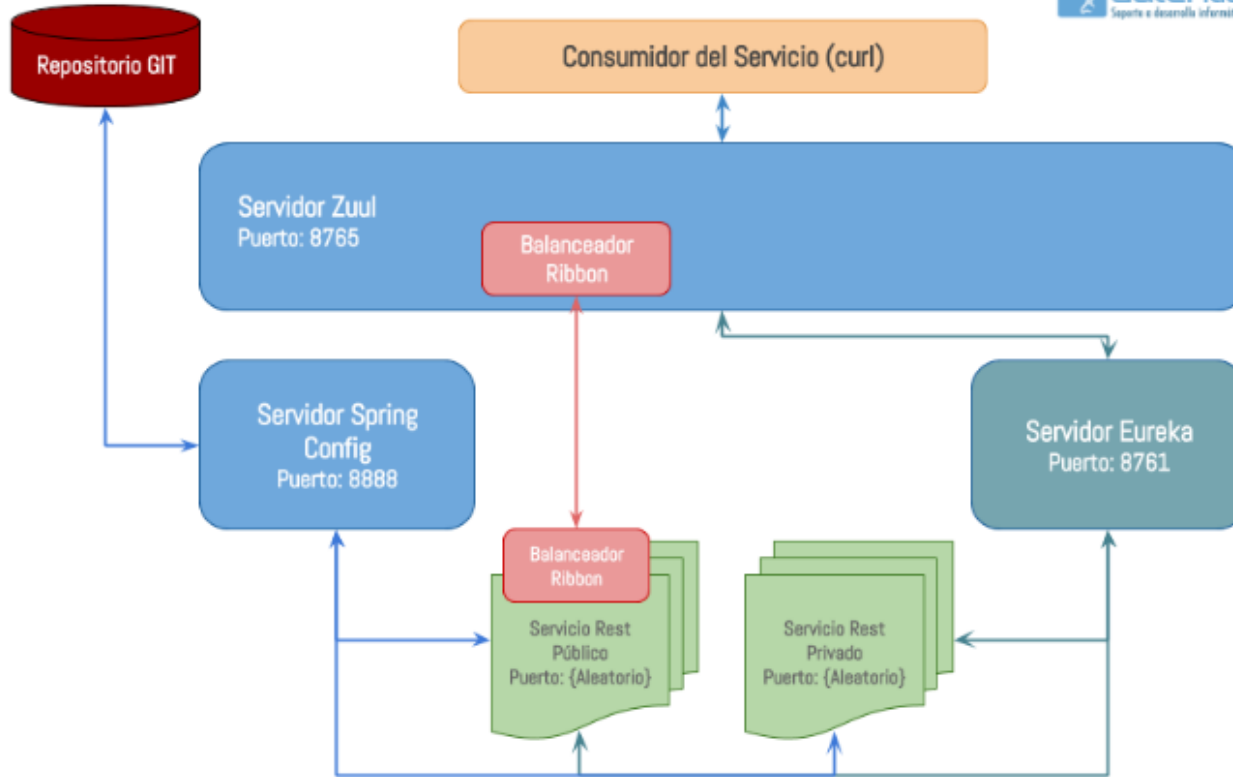 Soporte e desarrollo informát
Repositorio GIT
Consumidor del Servicio (curl)
Servidor Zuul
Puerto: 8765
Balanceador
Ribbon
Servidor Spring
Config
Puerto: 8888
Servidor Eureka
Puerto: 8761
Balanceador
Ribbon
Servicio Rest
Público
Puerto: {Aleatorio}
Servicio Rest
Privado
Puerto: {Aleatorio}